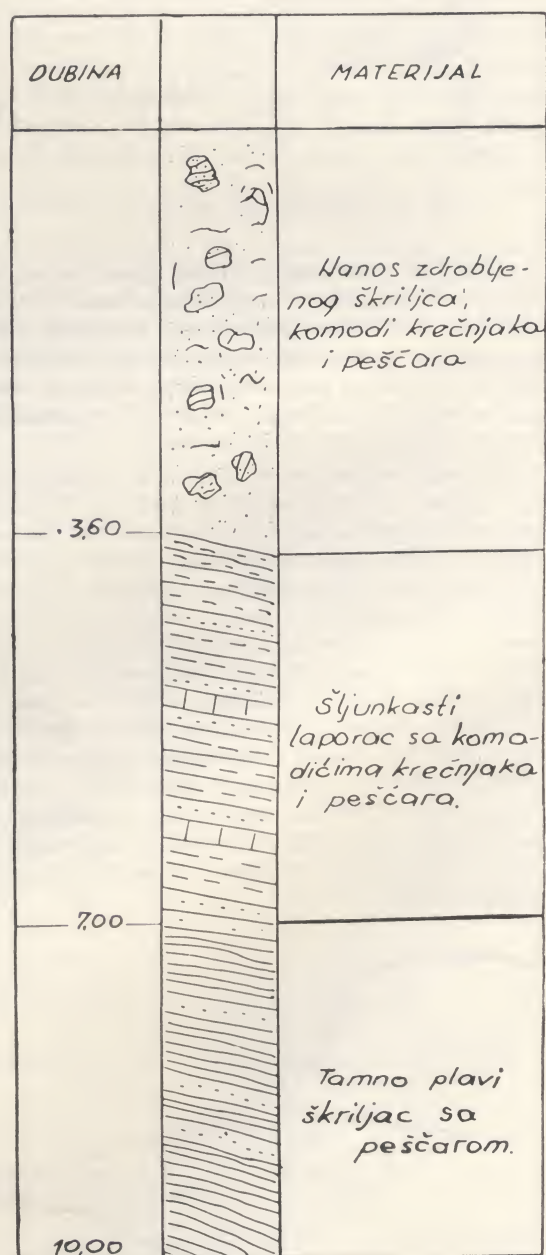 DUBINA
MATERIJAL
Nanos zdroblje-
nog škriljca,
komodi krečnjaka
i peščara
3,60
Šljunkasti
laporac sa koma-
dićima krečnjaka
i peščara.
7,00
Tamno plavi
škriljac sa
peščarom.
10,00